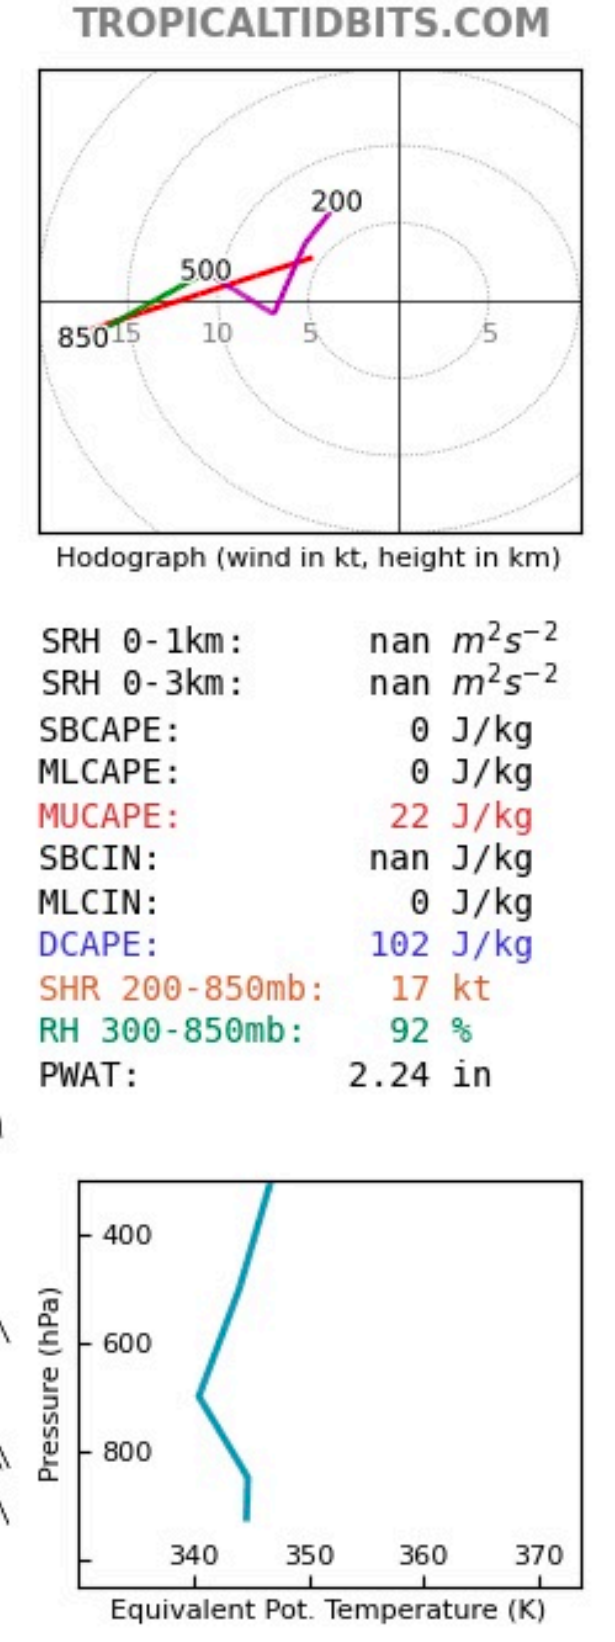 TROPICALTIDBITS.COM
200
500
850
15 10 5 5
Hodograph (wind in kt, height in km)
SRH 0-1km: nan m²s⁻²
SRH 0-3km: nan m²s⁻²
SBCAPE: 0 J/kg
MLCAPE: 0 J/kg
MUCAPE: 22 J/kg
SBCIN: nan J/kg
MLCIN: 0 J/kg
DCAPE: 102 J/kg
SHR 200-850mb: 17 kt
RH 300-850mb: 92 %
PWAT: 2.24 in
400
600
800
Pressure (hPa)
340 350 360 370
Equivalent Pot. Temperature (K)